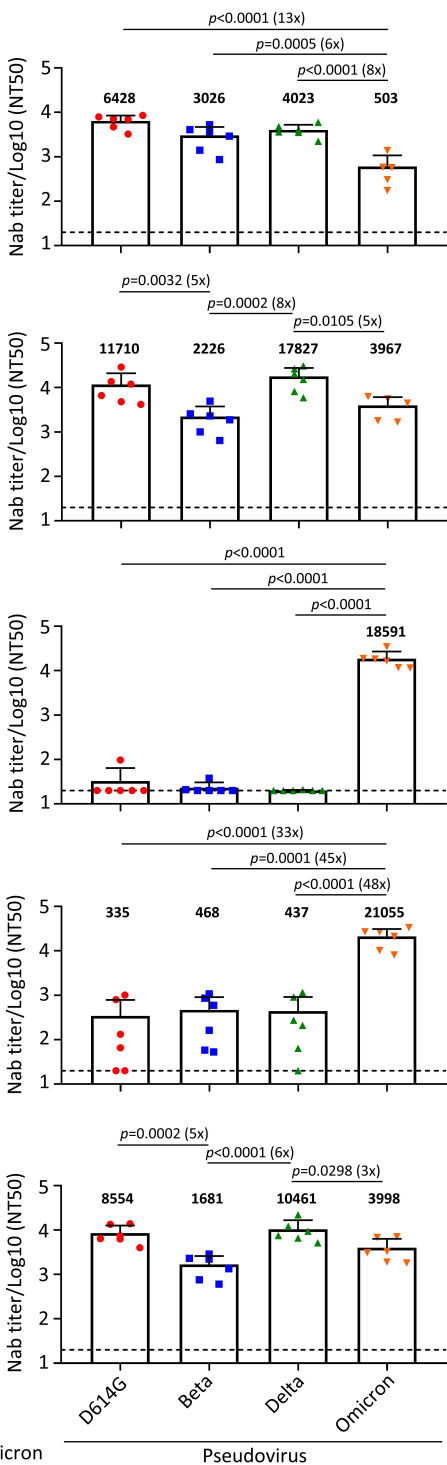 p<0.0001 (13x)
p=0.0005 (6x)
p<0.0001 (8x)
Nab titer/Log10 (NT50)
5
4
3
2
1
6428 3026 4023 503
p=0.0032 (5x)
p=0.0002 (8x)
p=0.0105 (5x)
Nab titer/Log10 (NT50)
5
4
3
2
1
11710 2226 17827 3967
p<0.0001
p<0.0001
p<0.0001
Nab titer/Log10 (NT50)
5
4
3
2
1
18591
p<0.0001 (33x)
p=0.0001 (45x)
p<0.0001 (48x)
Nab titer/Log10 (NT50)
5
4
3
2
1
335 468 437 21055
p=0.0002 (5x)
p<0.0001 (6x)
p=0.0298 (3x)
Nab titer/Log10 (NT50)
5
4
3
2
1
8554 1681 10461 3998
D614G Beta Delta Omicron
icron Pseudovirus